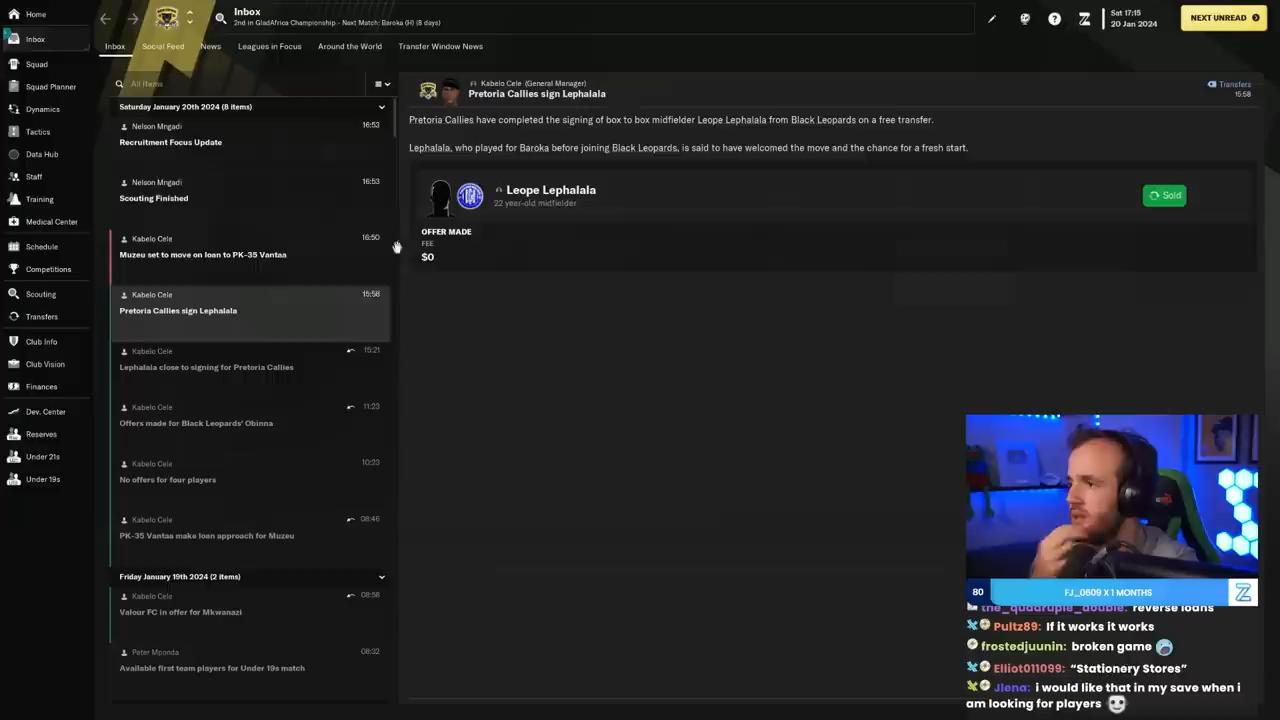 Home
Inbox
Squad
Squad Planner
Dynamics
Tactics
Data Hub
Staff
Training
Medical Center
Schedule
Competitions
Scouting
Transfers
Club Info
Club Vision
Finances
Dev. Center
Reserves
Under 21s
Under 19s
Inbox
2nd in GladAfrica Championship - Next Match: Baroka (H) (8 days)
Sat 17:15
20 Jan 2024
NEXT UNREAD
Inbox Social Feed News Leagues in Focus Around the World Transfer Window News
All Items
Saturday January 20th 2024 (8 items)
Nelson Mngadi 16:53
Recruitment Focus Update
Nelson Mngadi 16:53
Scouting Finished
Kabelo Cele 16:50
Muzeu set to move on loan to PK-35 Vantaa
Kabelo Cele 15:58
Pretoria Callies sign Lephalala
Kabelo Cele 15:21
Lephalala close to signing for Pretoria Callies
Kabelo Cele 11:23
Offers made for Black Leopards' Obinna
Kabelo Cele 10:23
No offers for four players
Kabelo Cele 08:46
PK-35 Vantaa make loan approach for Muzeu
Friday January 19th 2024 (2 items)
Kabelo Cele 08:58
Valour FC in offer for Mkwanazi
Peter Mponda 08:32
Available first team players for Under 19s match
Kabelo Cele (General Manager)
Pretoria Callies sign Lephalala
Transfers
15:58
Pretoria Callies have completed the signing of box to box midfielder Leope Lephalala from Black Leopards on a free transfer.
Lephalala, who played for Baroka before joining Black Leopards, is said to have welcomed the move and the chance for a fresh start.
Leope Lephalala
22 year-old midfielder
Sold
OFFER MADE
FEE
$0
80 FJ_0609 X 1 MONTHS
the_quadruple_double: reverse loans
Pultz89: If it works it works
frostedjuunin: broken game
Elliot011099: “Stationery Stores”
Jlena: i would like that in my save when i
am looking for players